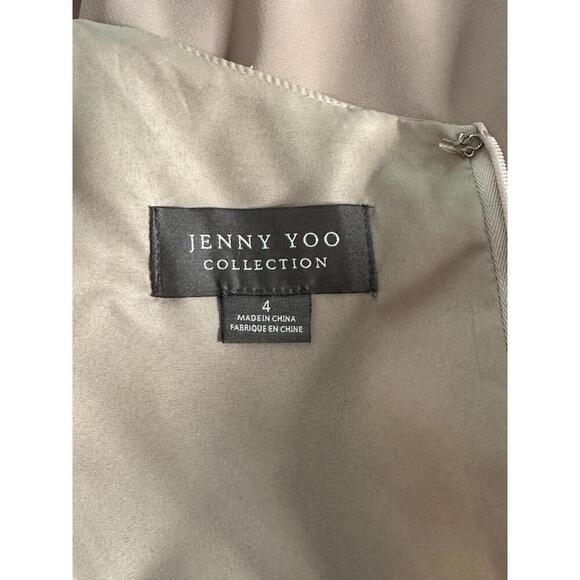 JENNY YOO
COLLECTION
4
MADE IN CHINA
FABRIQUE EN CHINE